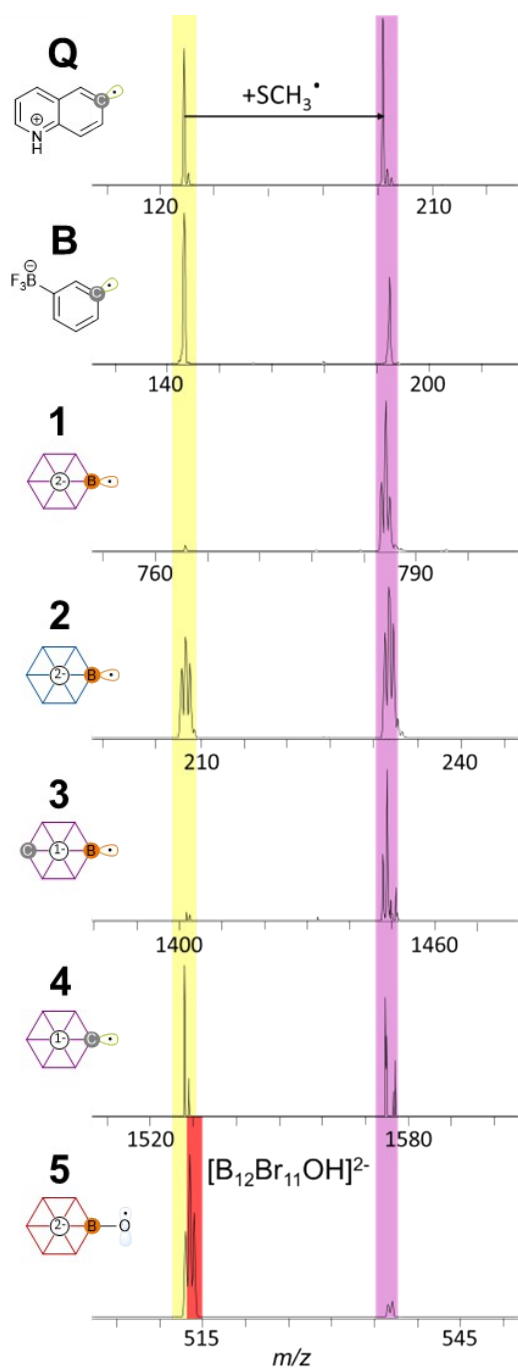 Q
C
N
H
+
+SCH₃•
120 210
B
F₃B
⊖
C
140 200
1
2-
B
760 790
2
2-
B
210 240
3
C
1-
B
1400 1460
4
1-
C
1520 1580
5
2-
B
O
[B₁₂Br₁₁OH]²⁻
515 545
m/z